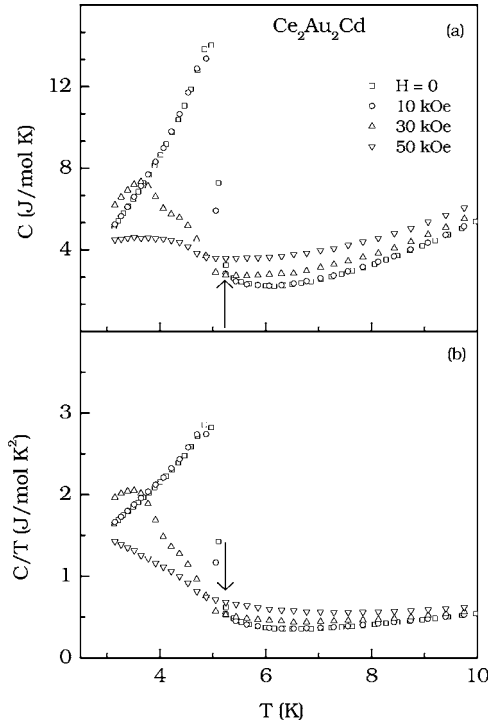 Ce₂Au₂Cd
(a)
H = 0
10 kOe
30 kOe
50 kOe
C (J/mol K)
12
8
4
(b)
C/T (J/mol K²)
3
2
1
0
4
6
8
10
T (K)